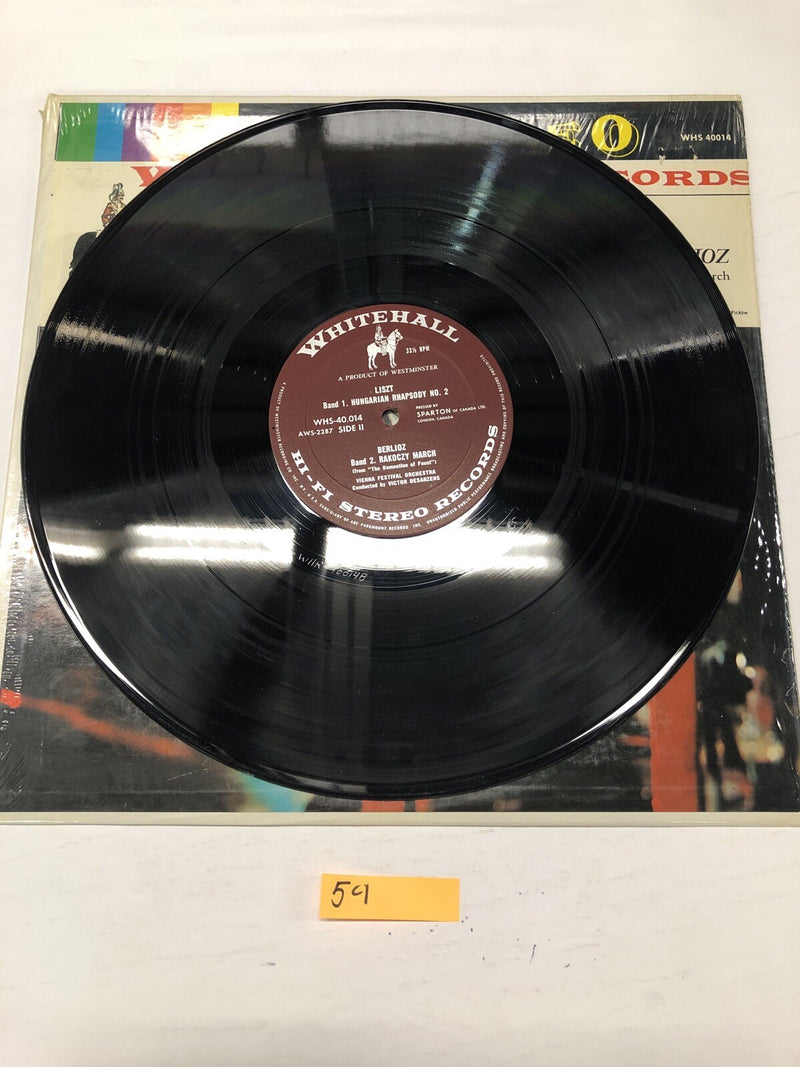 O
WHS 40014
CORDS
IOZ
rch
Pickow
WHITEHALL
33⅓ RPM
A PRODUCT OF WESTMINSTER
LISZT
Band 1. HUNGARIAN RHAPSODY NO. 2
WHS-40.014
AWS-2287 SIDE II
PRESSED BY
SPARTON OF CANADA LTD.
LONDON, CANADA
BERLIOZ
Band 2. RAKOCZY MARCH
(from "The Damnation of Faust")
VIENNA FESTIVAL ORCHESTRA
Conducted by VICTOR DESARZENS
HI-FI STEREO RECORDS
59